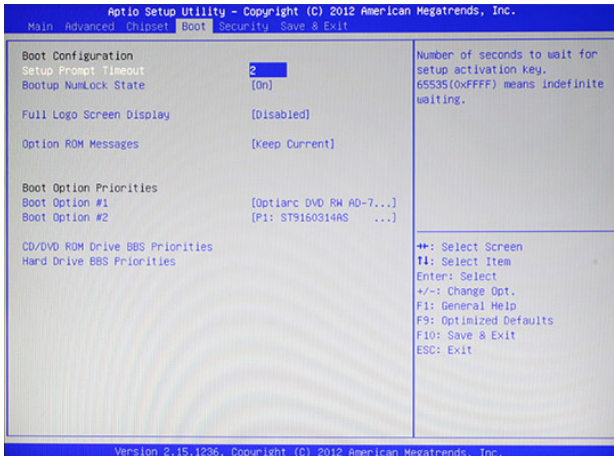 Aptio Setup Utility - Copyright (C) 2012 American Megatrends, Inc.
Main Advanced Chipset Boot Security Save & Exit
Boot Configuration
Setup Prompt Timeout 2
Bootup NumLock State [On]
Full Logo Screen Display [Disabled]
Option ROM Messages [Keep Current]
Boot Option Priorities
Boot Option #1 [Optiarc DVD RW AD-7...]
Boot Option #2 [P1: ST9160314AS ...]
CD/DVD ROM Drive BBS Priorities
Hard Drive BBS Priorities
Number of seconds to wait for
setup activation key.
65535(0xFFFF) means indefinite
waiting.
→←: Select Screen
↑↓: Select Item
Enter: Select
+/-: Change Opt.
F1: General Help
F9: Optimized Defaults
F10: Save & Exit
ESC: Exit
Version 2.15.1236. Copyright (C) 2012 American Megatrends, Inc.